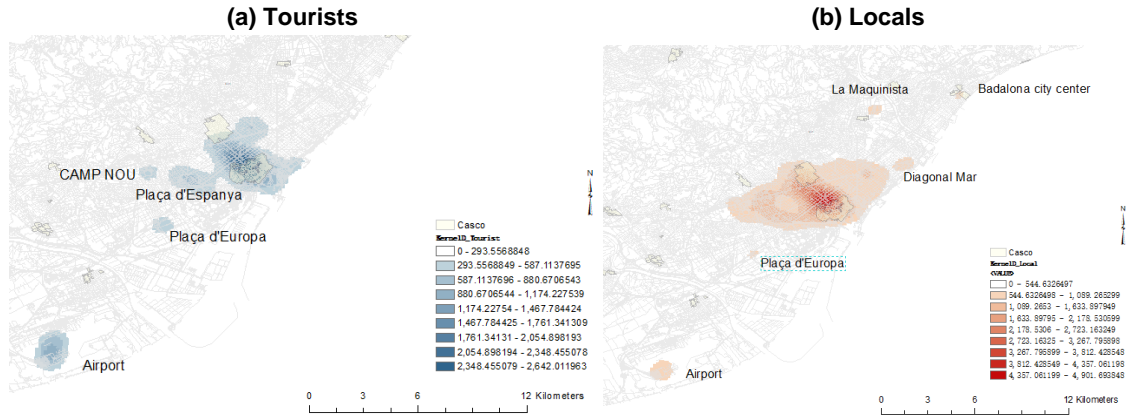 (a) Tourists
CAMP NOU
Plaça d'Espanya
Plaça d'Europa
Airport
N
Casco
KernelD_Tourist
0 - 293.5568848
293.5568849 - 587.1137695
587.1137696 - 880.6706543
880.6706544 - 1,174.227539
1,174.22754 - 1,467.784424
1,467.784425 - 1,761.341309
1,761.34131 - 2,054.898193
2,054.898194 - 2,348.455078
2,348.455079 - 2,642.011963
0 3 6 12 Kilometers
(b) Locals
La Maquinista
Badalona city center
Diagonal Mar
Plaça d'Europa
Airport
N
Casco
KernelD_Local
<VALUE>
0 - 544.6326497
544.6326498 - 1,089.265299
1,089.2653 - 1,633.897949
1,633.89795 - 2,178.530599
2,178.5306 - 2,723.163249
2,723.16325 - 3,267.795898
3,267.795899 - 3,812.428548
3,812.428549 - 4,357.061198
4,357.061199 - 4,901.693848
0 3 6 12 Kilometers